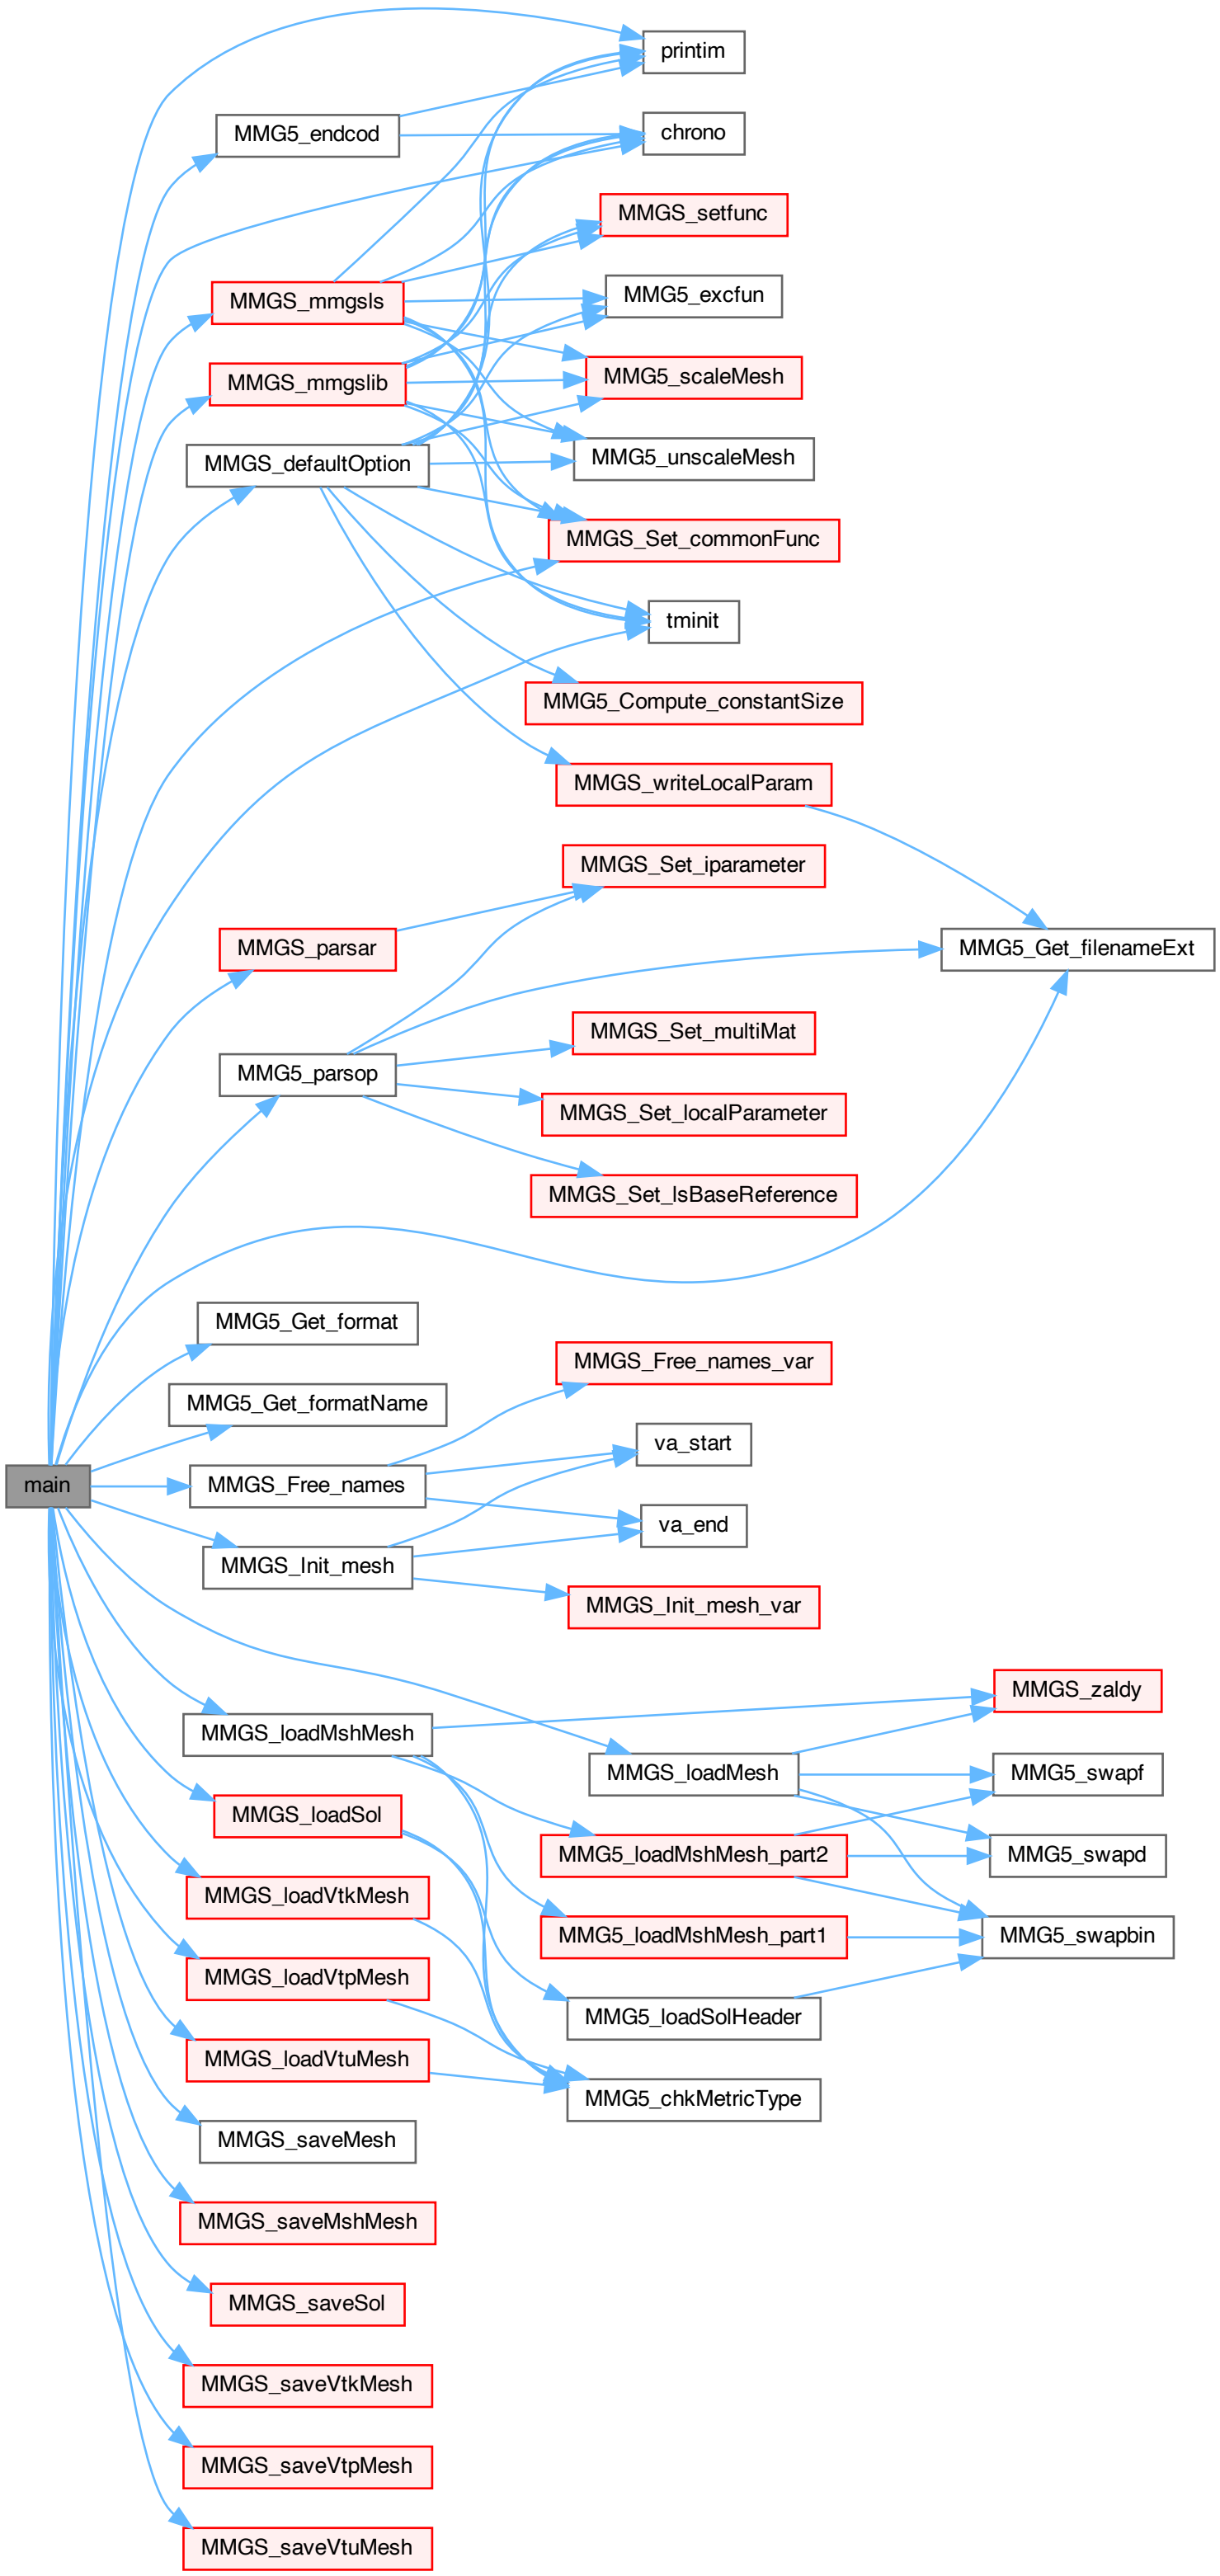 printim
MMG5_endcod
chrono
MMGS_setfunc
MMGS_mmgsls
MMG5_excfun
MMGS_mmgslib
MMG5_scaleMesh
MMGS_defaultOption
MMG5_unscaleMesh
MMGS_Set_commonFunc
tminit
MMG5_Compute_constantSize
MMGS_writeLocalParam
MMGS_Set_iparameter
MMGS_parsar
MMG5_Get_filenameExt
MMGS_Set_multiMat
MMG5_parsop
MMGS_Set_localParameter
MMGS_Set_lsBaseReference
MMG5_Get_format
MMGS_Free_names_var
MMG5_Get_formatName
va_start
main
MMGS_Free_names
va_end
MMGS_Init_mesh
MMGS_Init_mesh_var
MMGS_zaldy
MMGS_loadMshMesh
MMGS_loadMesh
MMG5_swapf
MMGS_loadSol
MMG5_loadMshMesh_part2
MMG5_swapd
MMGS_loadVtkMesh
MMG5_loadMshMesh_part1
MMG5_swapbin
MMGS_loadVtpMesh
MMG5_loadSolHeader
MMGS_loadVtuMesh
MMG5_chkMetricType
MMGS_saveMesh
MMGS_saveMshMesh
MMGS_saveSol
MMGS_saveVtkMesh
MMGS_saveVtpMesh
MMGS_saveVtuMesh